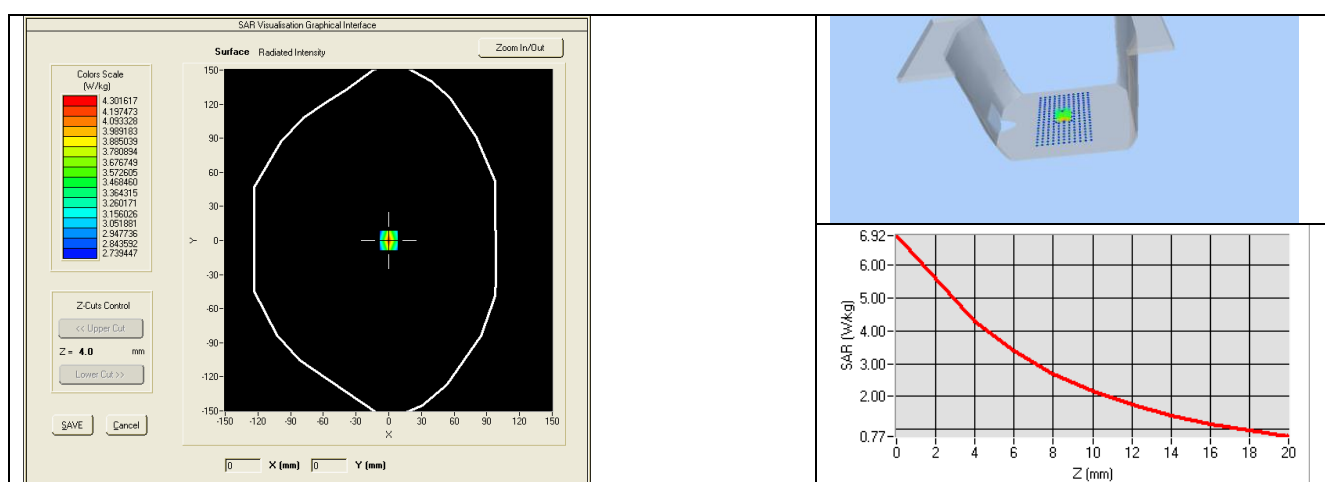 SAR Visualisation Graphical Interface
Surface Radiated Intensity
Zoom In/Out
Colors Scale
(W/kg)
4.301617
4.197473
4.093328
3.989183
3.885039
3.780894
3.676749
3.572605
3.468460
3.364315
3.260171
3.156026
3.051881
2.947736
2.843592
2.739447
Z-Cuts Control
<< Upper Cut
Z = 4.0 mm
Lower Cut >>
SAVE Cancel
150-
120-
90-
60-
30-
0-
-30-
-60-
-90-
-120-
-150-
Y
-150 -120 -90 -60 -30 0 30 60 90 120 150
X
0 X (mm) 0 Y (mm)
6.92-
6.00-
5.00-
4.00-
3.00-
2.00-
0.77-
SAR (W/kg)
0 2 4 6 8 10 12 14 16 18 20
Z (mm)